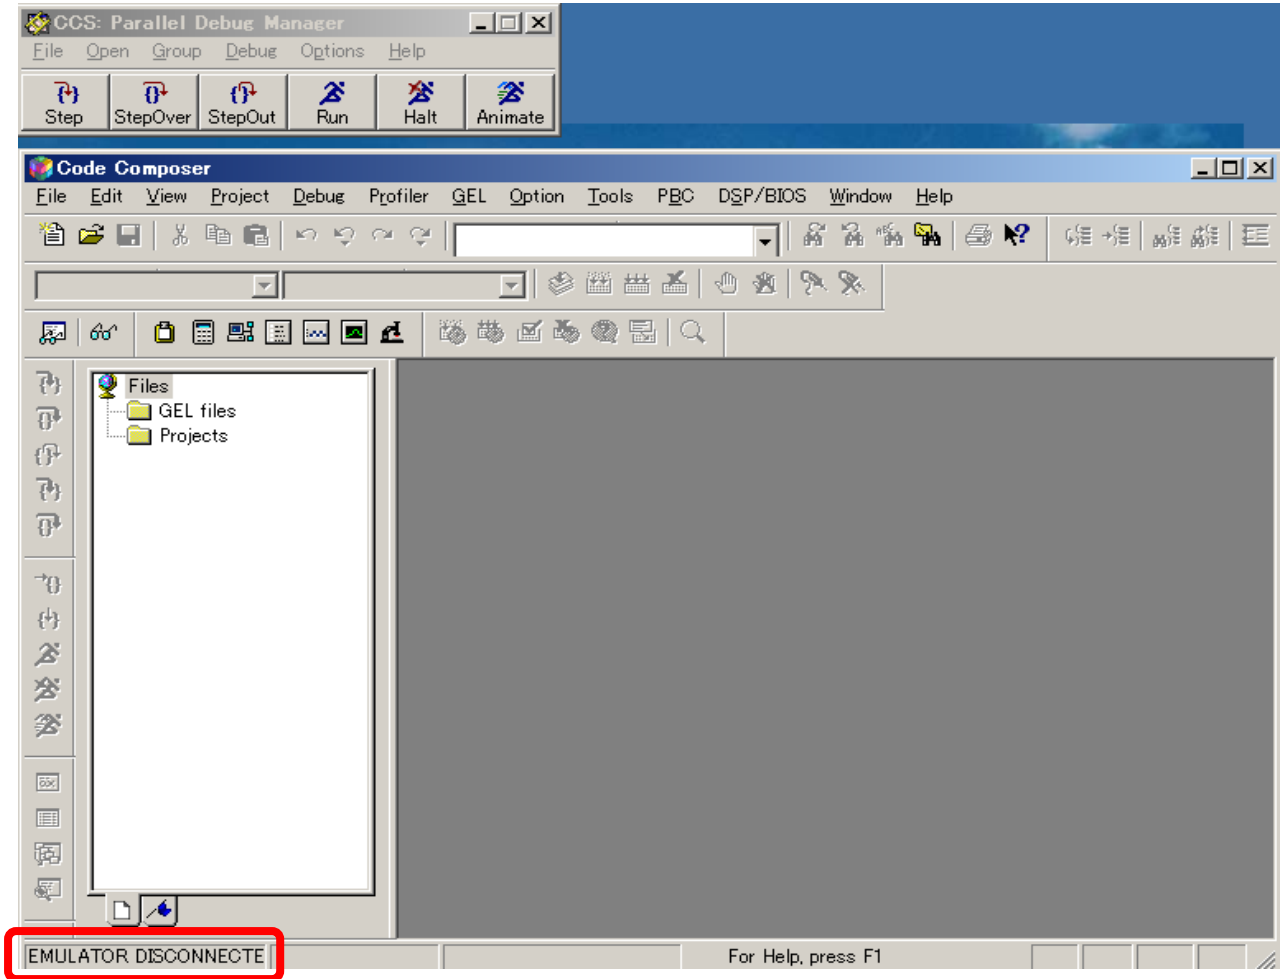 CCS: Parallel Debug Manager
File Open Group Debug Options Help
Step StepOver StepOut Run Halt Animate
Code Composer
File Edit View Project Debug Profiler GEL Option Tools PBC DSP/BIOS Window Help
Files
GEL files
Projects
EMULATOR DISCONNECTE
For Help, press F1